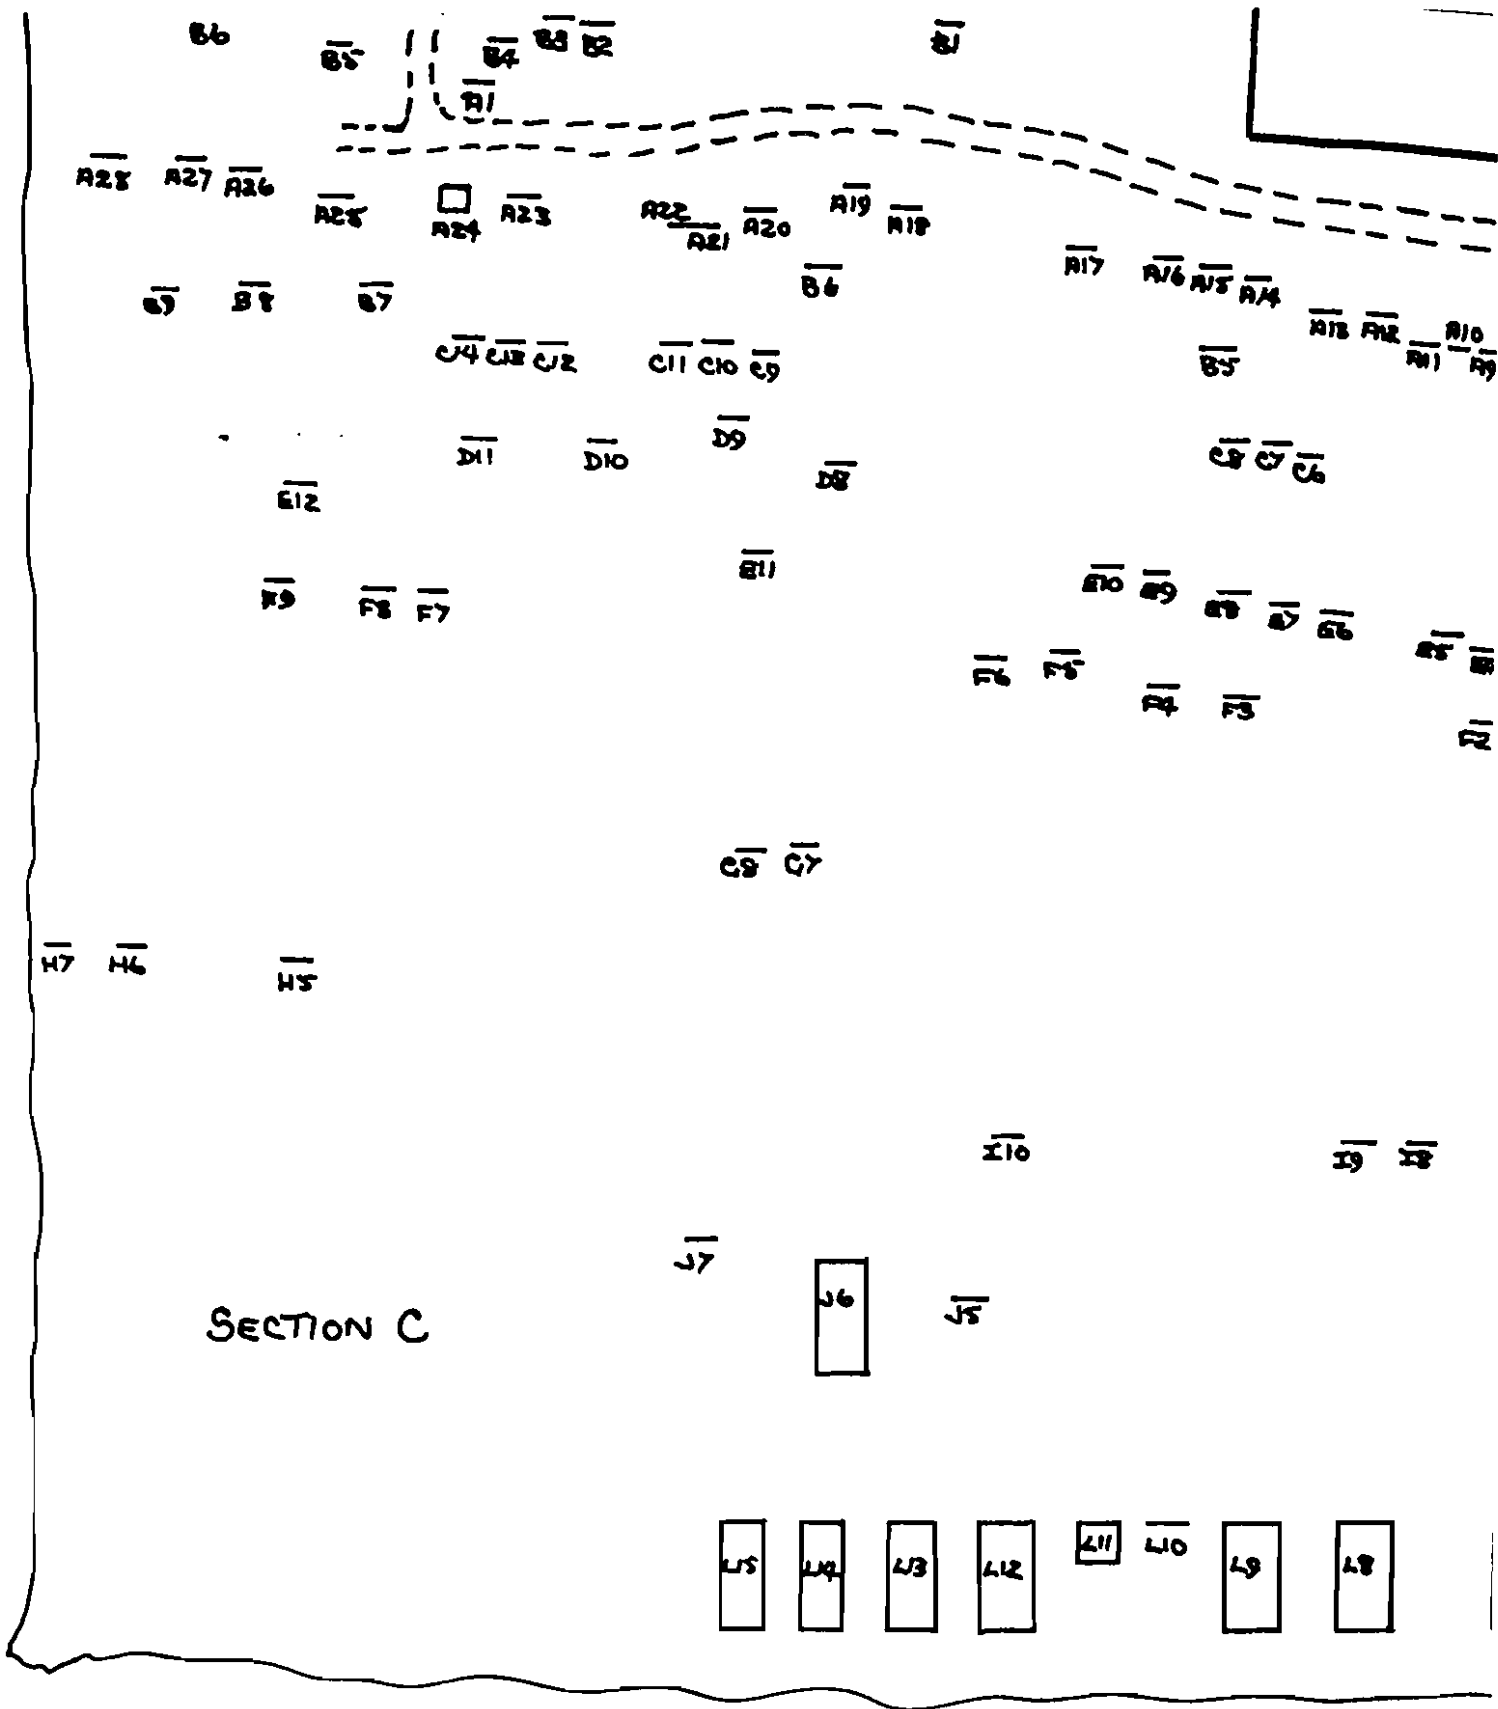 B6 B5 B4 B3 B2 B1
A1
A28 A27 A26 A25 A24 A23 A22 A21 A20 A19 A18
A17 A16 A15 A14 A13 A12 A11 A10 A9
B9 B8 B7 B6 B5
C14 C13 C12 C11 C10 C9
C8 C7 C6
D11 D10 D9 D8
E12 E11 E10 E9 E8 E7 E6 E5
F9 F8 F7
F6 F5 F4 F3 F2
G8 G7
H7 H6 H5
I10 I9 I8
J7 J6 J5
SECTION C
L15 L14 L13 L12 L11 L10 L9 L8